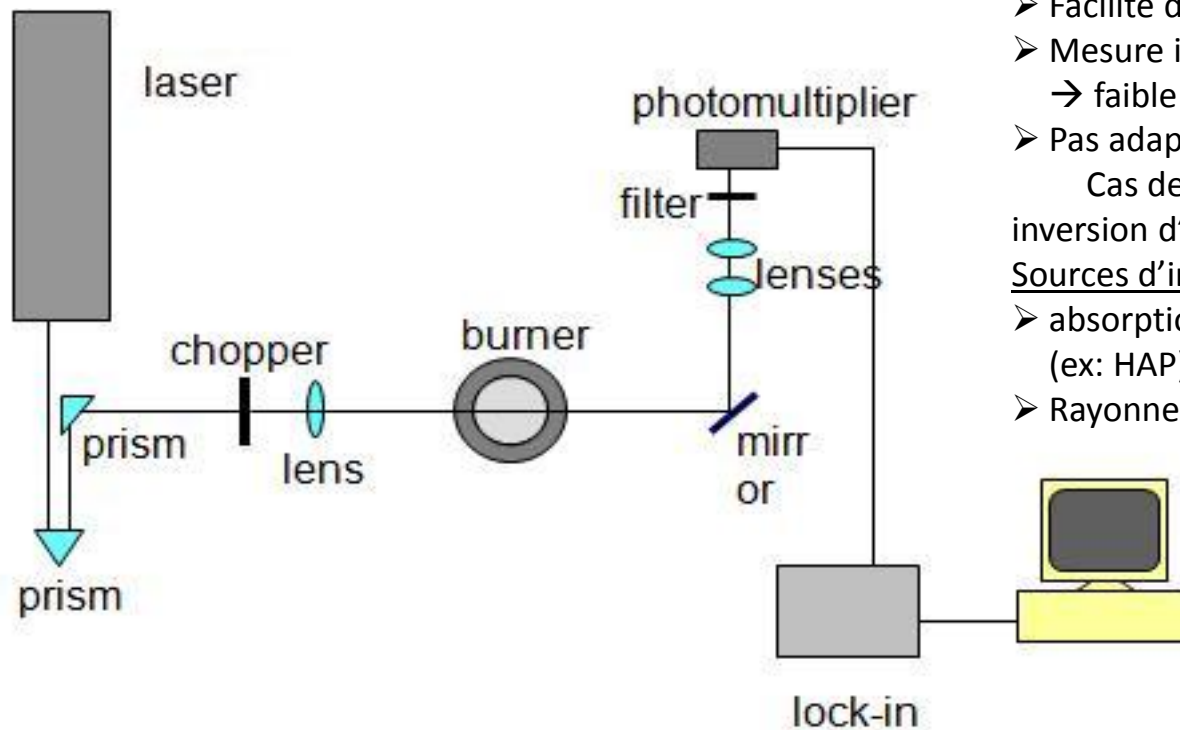 laser
photomultiplier
filter
lenses
chopper
burner
prism
lens
mirr
or
prism
lock-in
➢ Facilité d
➢ Mesure i
→ faible
➢ Pas adap
Cas de
inversion d’
Sources d’i
➢ absorptio
(ex: HAP)
➢ Rayonne